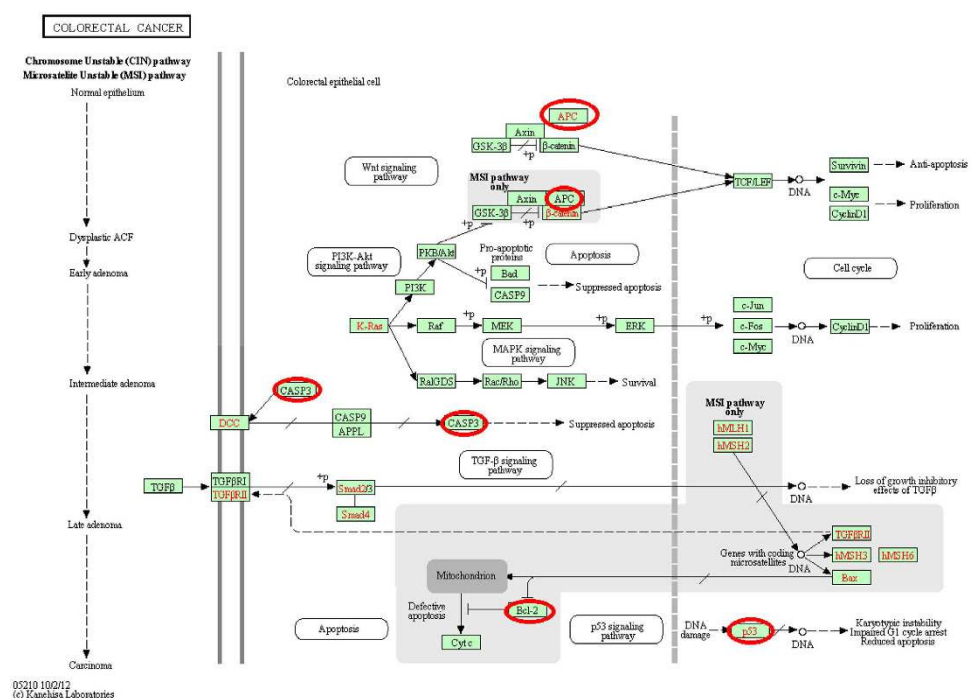 COLORECTAL CANCER
Chromosome Unstable (CIN) pathway
Microsatelite Unstable (MSI) pathway
Normal epithelium
Dysplastic ACF
Early adenoma
Intermediate adenoma
Late adenoma
Carcinoma
Colorectal epithelial cell
APC
Axin
GSK-3β
β-catenin
+p
Wnt signaling
pathway
MSI pathway
only
Axin
APC
GSK-3β
β-catenin
+p
TCF/LEF
DNA
Survivin
Anti-apoptosis
c-Myc
CyclinD1
Proliferation
+p
PI3K-Akt
signaling pathway
PKB/Akt
PI3K
+p
Pro-apoptotic
proteins
Bad
CASP9
Apoptosis
Suppressed apoptosis
Cell cycle
K-Ras
Raf
+p
MEK
+p
ERK
+p
c-Jun
c-Fos
c-Myc
DNA
CyclinD1
Proliferation
MAPK signaling
pathway
RalGDS
Rac/Rho
JNK
Survival
CASP3
DCC
CASP9
APPL
CASP3
Suppressed apoptosis
MSI pathway
only
hMLH1
hMSH2
TGF-β signaling
pathway
TGFβ
TGFβRI
TGFβRII
+p
Smad2/3
Smad4
DNA
Loss of growth inhibitory
effects of TGFβ
Genes with coding
microsatellites
DNA
TGFβRII
hMSH3
hMSH6
Bax
Mitochondrion
Defective
apoptosis
Bcl-2
Cytc
Apoptosis
p53 signaling
pathway
DNA
damage
p53
DNA
Karyotypic instability
Impaired G1 cycle arrest
Reduced apoptosis
05210 10/2/12
(c) Kanehisa Laboratories